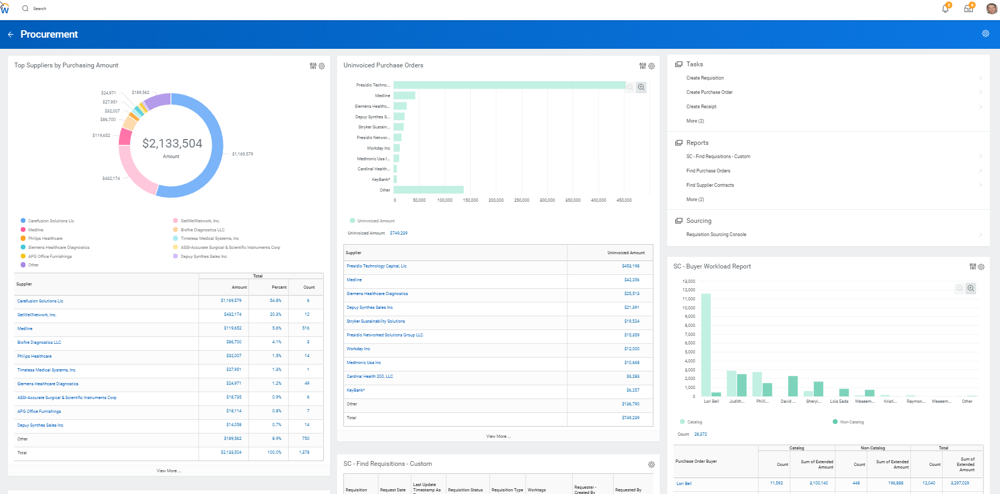 W
Search
2
8
Procurement
Top Suppliers by Purchasing Amount
$24,971
$189,562
$27,951
$32,007
$86,700
$119,652
$2,133,504
Amount
$1,169,579
$432,174
Carefusion Solutions Llc
GetWellNetwork, Inc.
Medline
Biofire Diagnostics LLC
Philips Healthcare
Timeless Medical Systems, Inc
Siemens Healthcare Diagnostics
ASSI-Accurate Surgical & Scientific Instruments Corp
APG Office Furnishings
Depuy Synthes Sales Inc
Other
Total
Supplier
Amount Percent Count
Carefusion Solutions Llc $1,169,579 54.8% 6
GetWellNetwork, Inc. $432,174 20.3% 12
Medline $119,652 5.6% 516
Biofire Diagnostics LLC $86,700 4.1% 3
Philips Healthcare $32,007 1.5% 14
Timeless Medical Systems, Inc $27,951 1.3% 1
Siemens Healthcare Diagnostics $24,971 1.2% 49
ASSI-Accurate Surgical & Scientific Instruments Corp $18,735 0.9% 6
APG Office Furnishings $18,114 0.8% 7
Depuy Synthes Sales Inc $14,058 0.7% 14
Other $189,562 8.9% 750
Total $2,133,504 100.0% 1,378
View More ...
Uninvoiced Purchase Orders
Presidio Techno...
Medline
Siemens Healthc...
Depuy Synthes S...
Stryker Sustain...
Presidio Networ...
Workday Inc
Medtronic Usa I...
Cardinal Health...
KeyBank*
Other
0 50,000 100,000 150,000 200,000 250,000 300,000 350,000 400,000 450,000
Uninvoiced Amount
Uninvoiced Amount $749,239
Supplier Uninvoiced Amount
Presidio Technology Capital, Llc $453,198
Medline $42,256
Siemens Healthcare Diagnostics $25,513
Depuy Synthes Sales Inc $21,391
Stryker Sustainability Solutions $19,524
Presidio Networked Solutions Group LLC $15,359
Workday Inc $12,000
Medtronic Usa Inc $10,668
Cardinal Health 200, LLC $6,283
KeyBank* $6,257
Other $136,790
Total $749,239
View More ...
SC - Find Requisitions - Custom
Requisition
Request Date
Last Update
Timestamp As
Requisition Status
Requisition Type
Worktags
Requester -
Created By
Requested By
Tasks
Create Requisition
Create Purchase Order
Create Receipt
More (2)
Reports
SC - Find Requisitions - Custom
Find Purchase Orders
Find Supplier Contracts
More (2)
Sourcing
Requisition Sourcing Console
SC - Buyer Workload Report
13,000
12,000
11,000
10,000
9,000
8,000
7,000
6,000
5,000
4,000
3,000
2,000
1,000
0
Lori Bell Judith... Philli... David ... Sheryl... Lois Eads Weseem... Kristi... Raymon... Weseem... Other
Catalog
Non-Catalog
Count 28,372
Catalog Non-Catalog Total
Purchase Order Buyer
Count
Sum of Extended
Amount
Count
Sum of Extended
Amount
Count
Sum of
Extended
Amount
Lori Bell 11,592 3,100,140 448 196,888 12,040 3,297,029